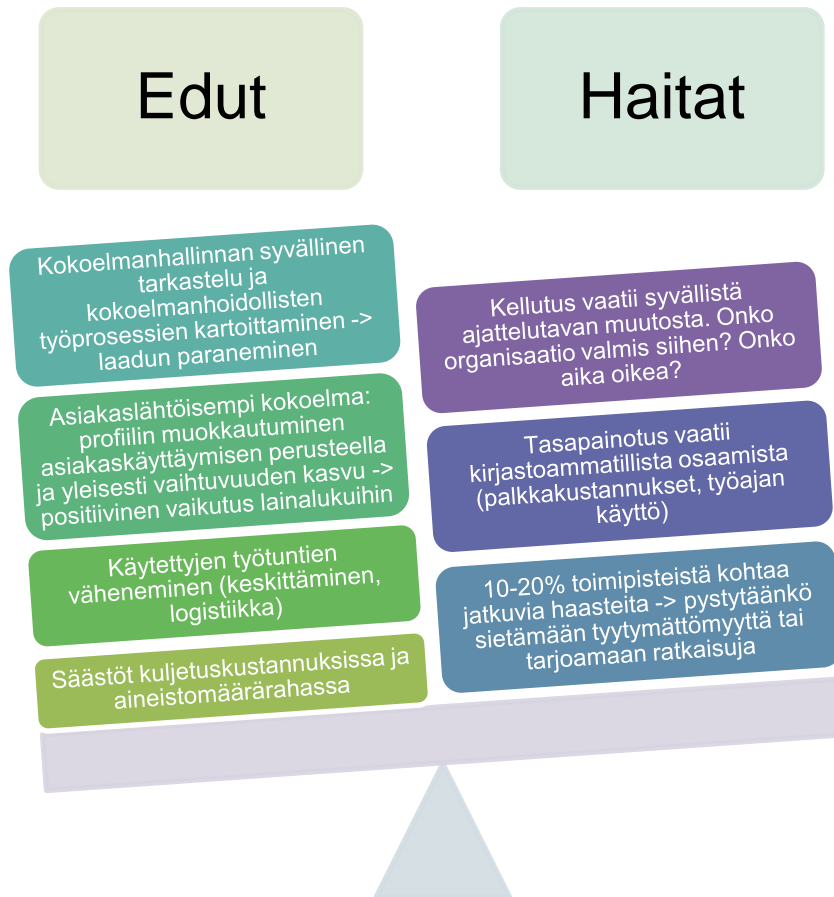 Edut
Kokoelmanhallinnan syvällinen
tarkastelu ja
kokoelmanhoidollisten
työprosessien kartoittaminen ->
laadun paraneminen
Asiakaslähtöisempi kokoelma:
profiilin muokkautuminen
asiakaskäyttäymisen perusteella
ja yleisesti vaihtuvuuden kasvu ->
positiivinen vaikutus lainalukuihin
Käytettyjen työtuntien
väheneminen (keskittäminen,
logistiikka)
Säästöt kuljetuskustannuksissa ja
aineistomäärärahassa
Haitat
Kellutus vaatii syvällistä
ajattelutavan muutosta. Onko
organisaatio valmis siihen? Onko
aika oikea?
Tasapainotus vaatii
kirjastoammatillista osaamista
(palkkakustannukset, työajan
käyttö)
10-20% toimipisteistä kohtaa
jatkuvia haasteita -> pystytäänkö
sietämään tyytymättömyyttä tai
tarjoamaan ratkaisuja